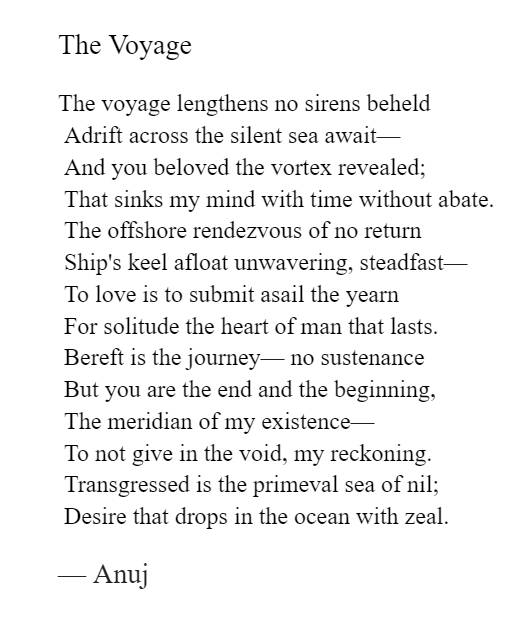 The Voyage
The voyage lengthens no sirens beheld
Adrift across the silent sea await—
And you beloved the vortex revealed;
That sinks my mind with time without abate.
The offshore rendezvous of no return
Ship's keel afloat unwavering, steadfast—
To love is to submit asail the yearn
For solitude the heart of man that lasts.
Bereft is the journey— no sustenance
But you are the end and the beginning,
The meridian of my existence—
To not give in the void, my reckoning.
Transgressed is the primeval sea of nil;
Desire that drops in the ocean with zeal.
— Anuj